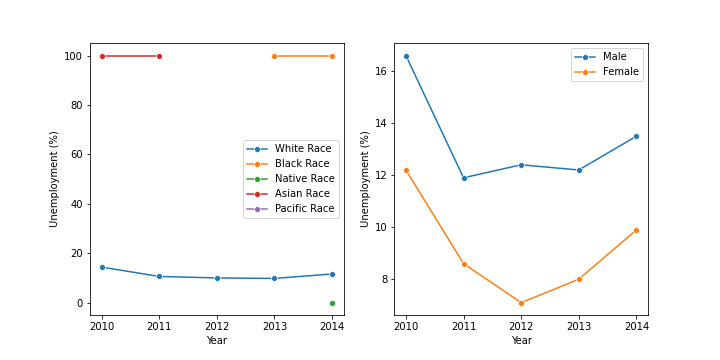 100
80
60
40
20
0
Unemployment (%)
White Race
Black Race
Native Race
Asian Race
Pacific Race
2010 2011 2012 2013 2014
Year
16
14
12
10
8
Unemployment (%)
Male
Female
2010 2011 2012 2013 2014
Year